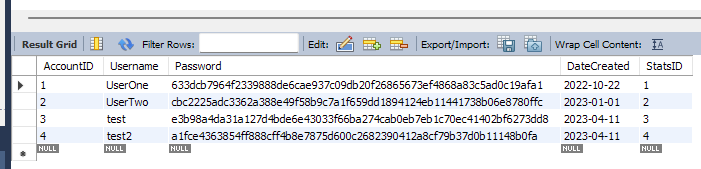 Result Grid Filter Rows: Edit: Export/Import: Wrap Cell Content:
AccountID Username Password DateCreated StatsID
1 UserOne 633dcb7964f2339888de6cae937c09db20f26865673ef4868a83c5ad0c19afa1 2022-10-22 1
2 UserTwo cbc2225adc3362a388e49f58b9c7a1f659dd1894124eb11441738b06e8780ffc 2023-01-01 2
3 test e3b98a4da31a127d4bde6e43033f66ba274cab0eb7eb1c70ec41402bf6273dd8 2023-04-11 3
4 test2 a1fce4363854ff888cff4b8e7875d600c2682390412a8cf79b37d0b11148b0fa 2023-04-11 4
NULL NULL NULL NULL NULL